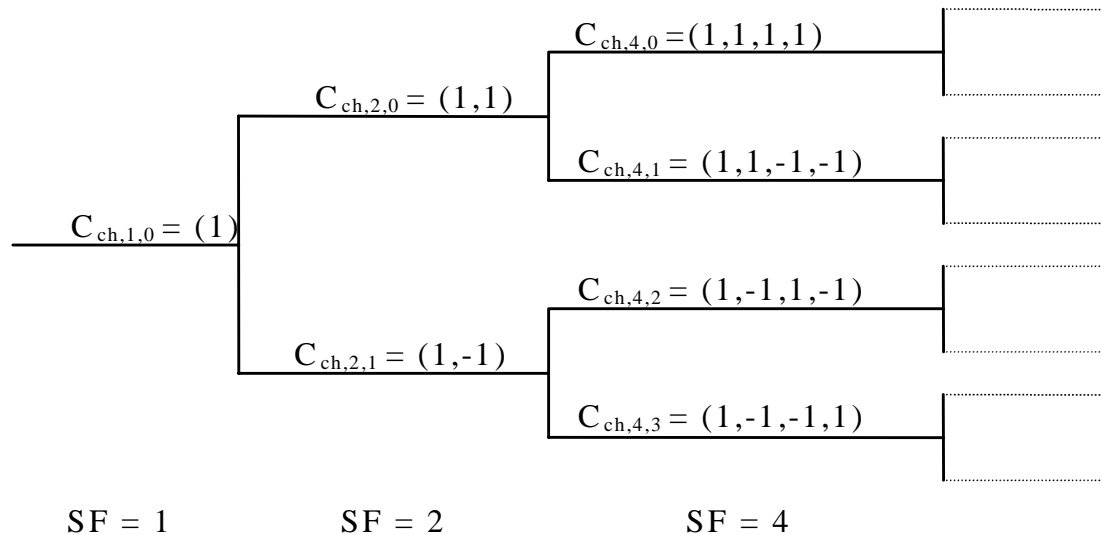 C ch,4,0 =(1,1,1,1)
C ch,2,0 = (1,1)
C ch,4,1 = (1,1,-1,-1)
C ch,1,0 = (1)
C ch,4,2 = (1,-1,1,-1)
C ch,2,1 = (1,-1)
C ch,4,3 = (1,-1,-1,1)
SF = 1 SF = 2 SF = 4